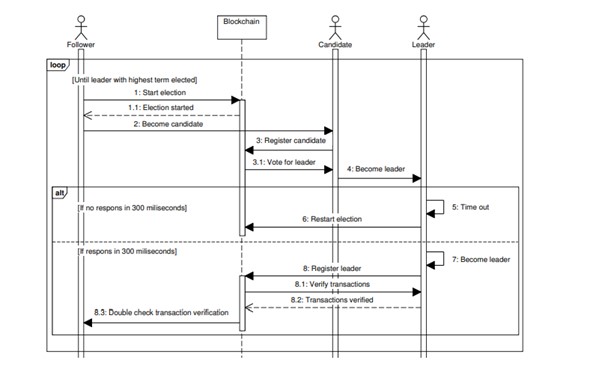 Blockchain
Follower
Candidate
Leader
loop
[Until leader with highest term elected]
1: Start election
1.1: Election started
2: Become candidate
3: Register candidate
3.1: Vote for leader
4: Become leader
alt
[If no respons in 300 miliseconds]
5: Time out
6: Restart election
[If respons in 300 miliseconds]
7: Become leader
8: Register leader
8.1: Verify transactions
8.2: Transactions verified
8.3: Double check transaction verification